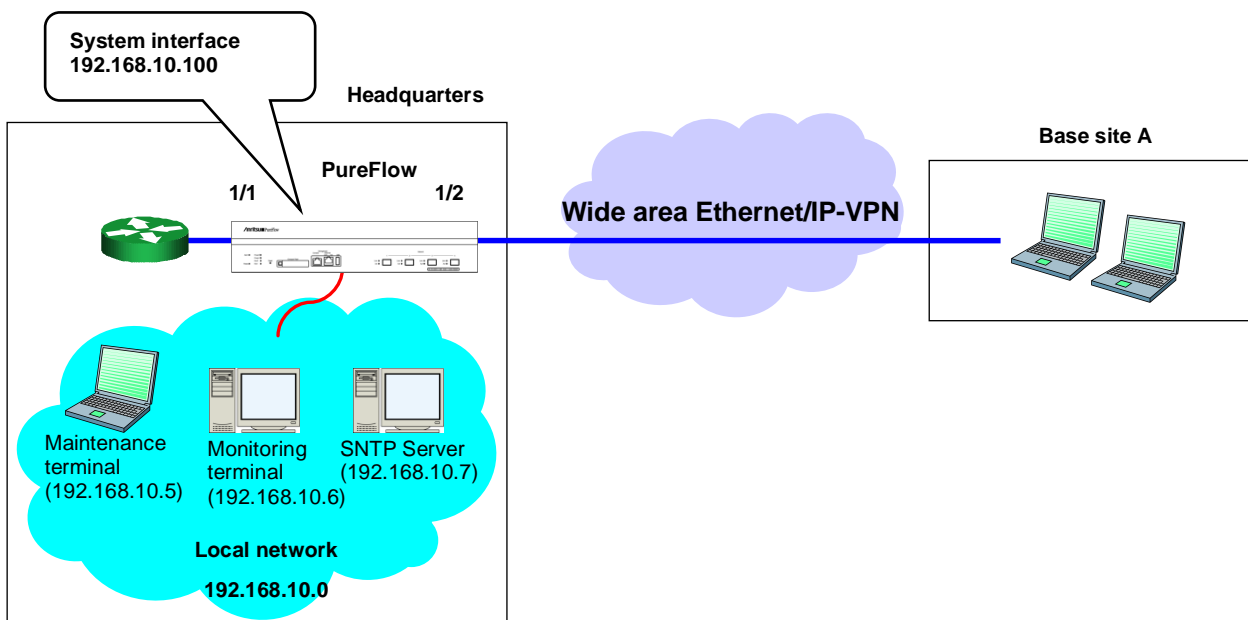 System interface
192.168.10.100
Headquarters
PureFlow
1/1
1/2
Wide area Ethernet/IP-VPN
Base site A
Anritsu PureFlow
Maintenance
terminal
(192.168.10.5)
Monitoring
terminal
(192.168.10.6)
SNTP Server
(192.168.10.7)
Local network
192.168.10.0